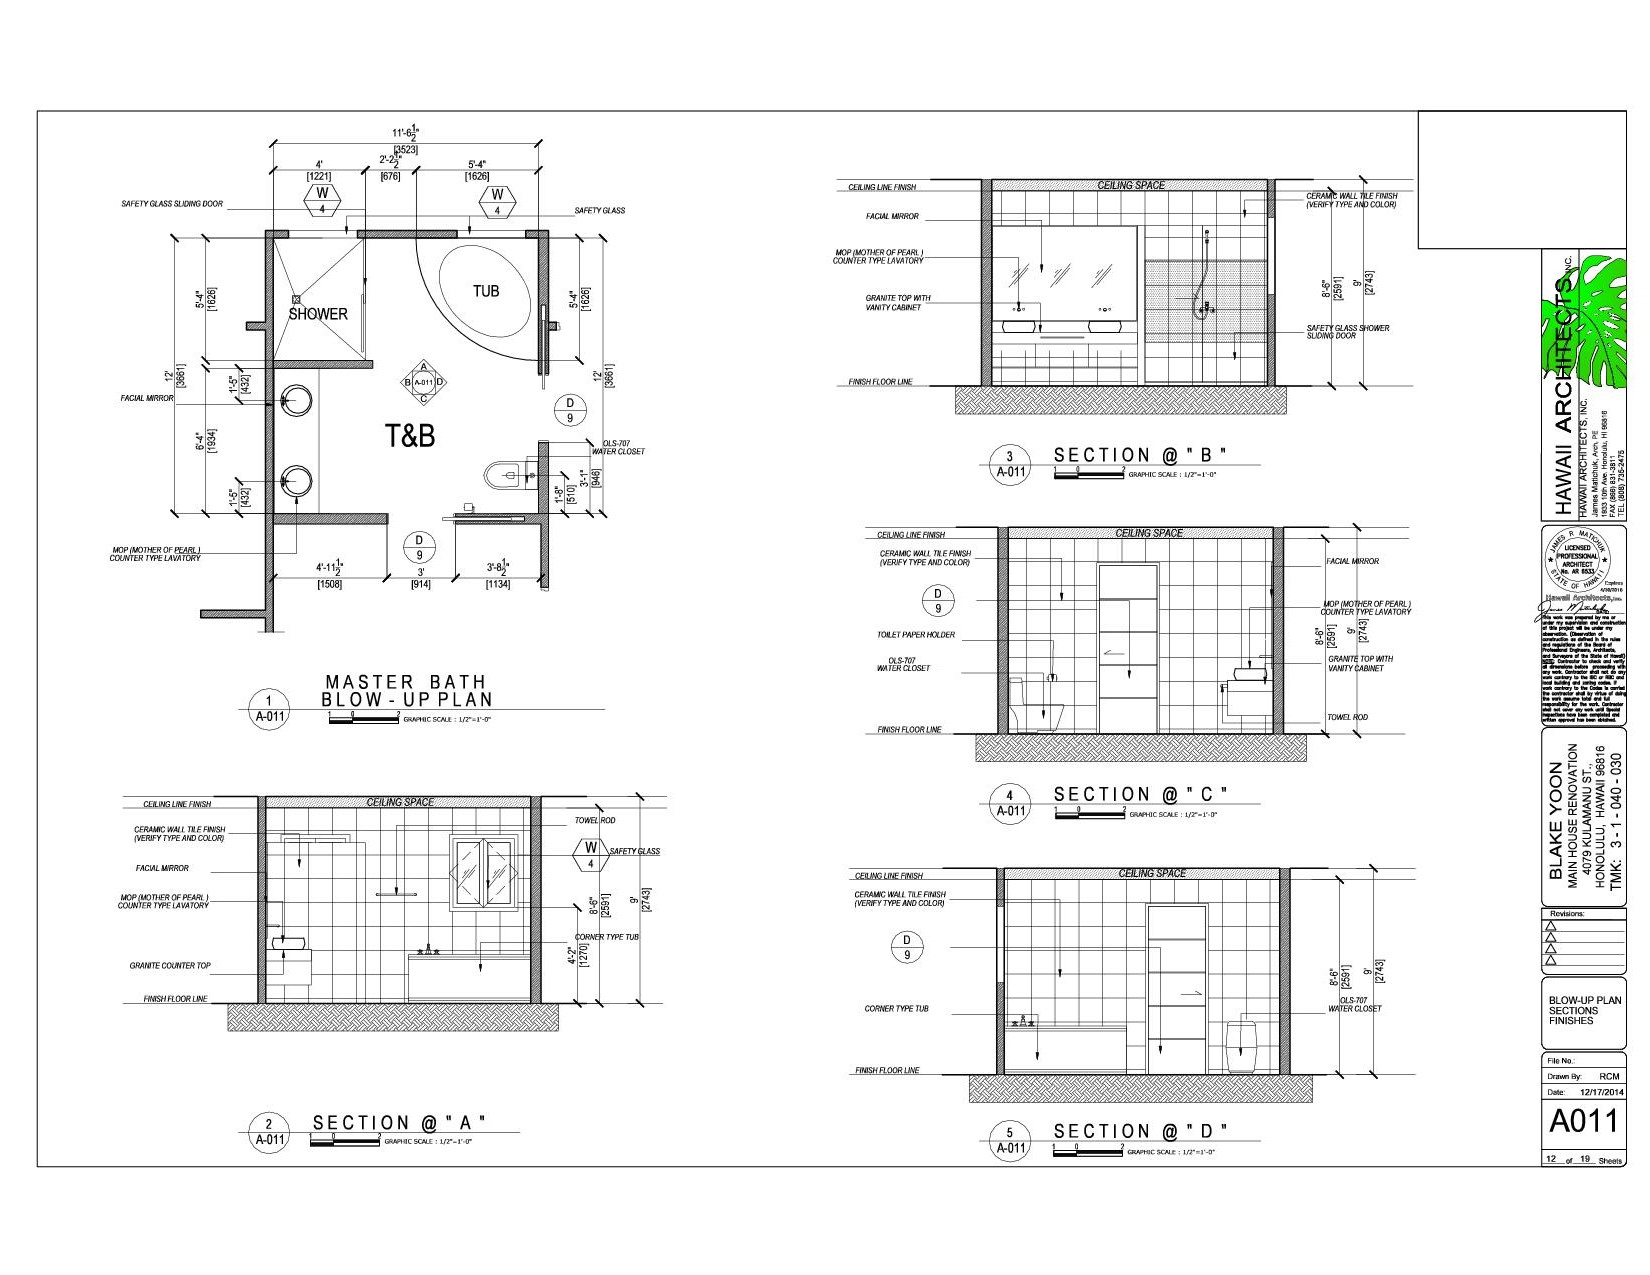 11'-6 1/2"
[3523]
4'
[1221]
2'-2 1/2"
[676]
5'-4"
[1626]
W
4
W
4
SAFETY GLASS SLIDING DOOR
SAFETY GLASS
TUB
SHOWER
5'-4"
[1626]
5'-4"
[1626]
12'
[3661]
12'
[3661]
1'-5"
[432]
6'-4"
[1934]
1'-5"
[432]
A
B A-011 D
C
FACIAL MIRROR
T&B
D
9
OLS-707
WATER CLOSET
1'-8"
[510]
3'-1"
[946]
MOP (MOTHER OF PEARL )
COUNTER TYPE LAVATORY
D
9
4'-11 1/2"
[1508]
3'
[914]
3'-8 1/2"
[1134]
1
A-011
MASTER BATH
BLOW - UP PLAN
1 0 2
GRAPHIC SCALE : 1/2"=1'-0"
CEILING LINE FINISH
CEILING SPACE
CERAMIC WALL TILE FINISH
(VERIFY TYPE AND COLOR)
FACIAL MIRROR
MOP (MOTHER OF PEARL )
COUNTER TYPE LAVATORY
GRANITE COUNTER TOP
FINISH FLOOR LINE
TOWEL ROD
W
4
SAFETY GLASS
CORNER TYPE TUB
4'-2"
[1270]
8'-6"
[2591]
9'
[2743]
2
A-011
SECTION @ " A "
1 0 2
GRAPHIC SCALE : 1/2"=1'-0"
CEILING LINE FINISH
CEILING SPACE
FACIAL MIRROR
MOP (MOTHER OF PEARL )
COUNTER TYPE LAVATORY
GRANITE TOP WITH
VANITY CABINET
FINISH FLOOR LINE
CERAMIC WALL TILE FINISH
(VERIFY TYPE AND COLOR)
SAFETY GLASS SHOWER
SLIDING DOOR
8'-6"
[2591]
9'
[2743]
3
A-011
SECTION @ " B "
1 0 2
GRAPHIC SCALE : 1/2"=1'-0"
CEILING LINE FINISH
CEILING SPACE
CERAMIC WALL TILE FINISH
(VERIFY TYPE AND COLOR)
D
9
TOILET PAPER HOLDER
OLS-707
WATER CLOSET
FINISH FLOOR LINE
FACIAL MIRROR
MOP (MOTHER OF PEARL )
COUNTER TYPE LAVATORY
GRANITE TOP WITH
VANITY CABINET
TOWEL ROD
8'-6"
[2591]
9'
[2743]
4
A-011
SECTION @ " C "
1 0 2
GRAPHIC SCALE : 1/2"=1'-0"
CEILING LINE FINISH
CEILING SPACE
CERAMIC WALL TILE FINISH
(VERIFY TYPE AND COLOR)
D
9
CORNER TYPE TUB
FINISH FLOOR LINE
OLS-707
WATER CLOSET
8'-6"
[2591]
9'
[2743]
5
A-011
SECTION @ " D "
1 0 2
GRAPHIC SCALE : 1/2"=1'-0"
HAWAII ARCHITECTS, INC.
HAWAII ARCHITECTS, INC.
James Matichuk, Arch, PE
1933 10th Ave. Honolulu, HI 96816
FAX (866) 831-3811
TEL (808) 735-2475
JAMES R MATICHUK
LICENSED
PROFESSIONAL
ARCHITECT
No. AR 6533
STATE OF HAWAII
Expires
4/30/2016
Hawaii Architects, Inc.
This work was prepared by me or
under my supervision and construction
of this project will be under my
observation. (Observation of
construction as defined in the rules
and regulations of the Board of
Professional Engineers, Architects,
and Surveyors of the State of Hawaii)
NOTE: Contractor to check and verify
all dimensions before proceeding with
any work. Contractor shall not do any
work contrary to the IBC or RBC and
local building and zoning codes. If
work contrary to the Codes is carried
the contractor shall by virtue of doing
the work assume total and full
responsibility for the work. Contractor
shall not cover any work until Special
inspections have been completed and
written approval has been obtained.
BLAKE YOON
MAIN HOUSE RENOVATION
4079 KULAMANU ST.,
HONOLULU, HAWAII 96816
TMK: 3 - 1 - 040 - 030
Revisions:
BLOW-UP PLAN
SECTIONS
FINISHES
File No.:
Drawn By: RCM
Date: 12/17/2014
A011
12 of 19 Sheets